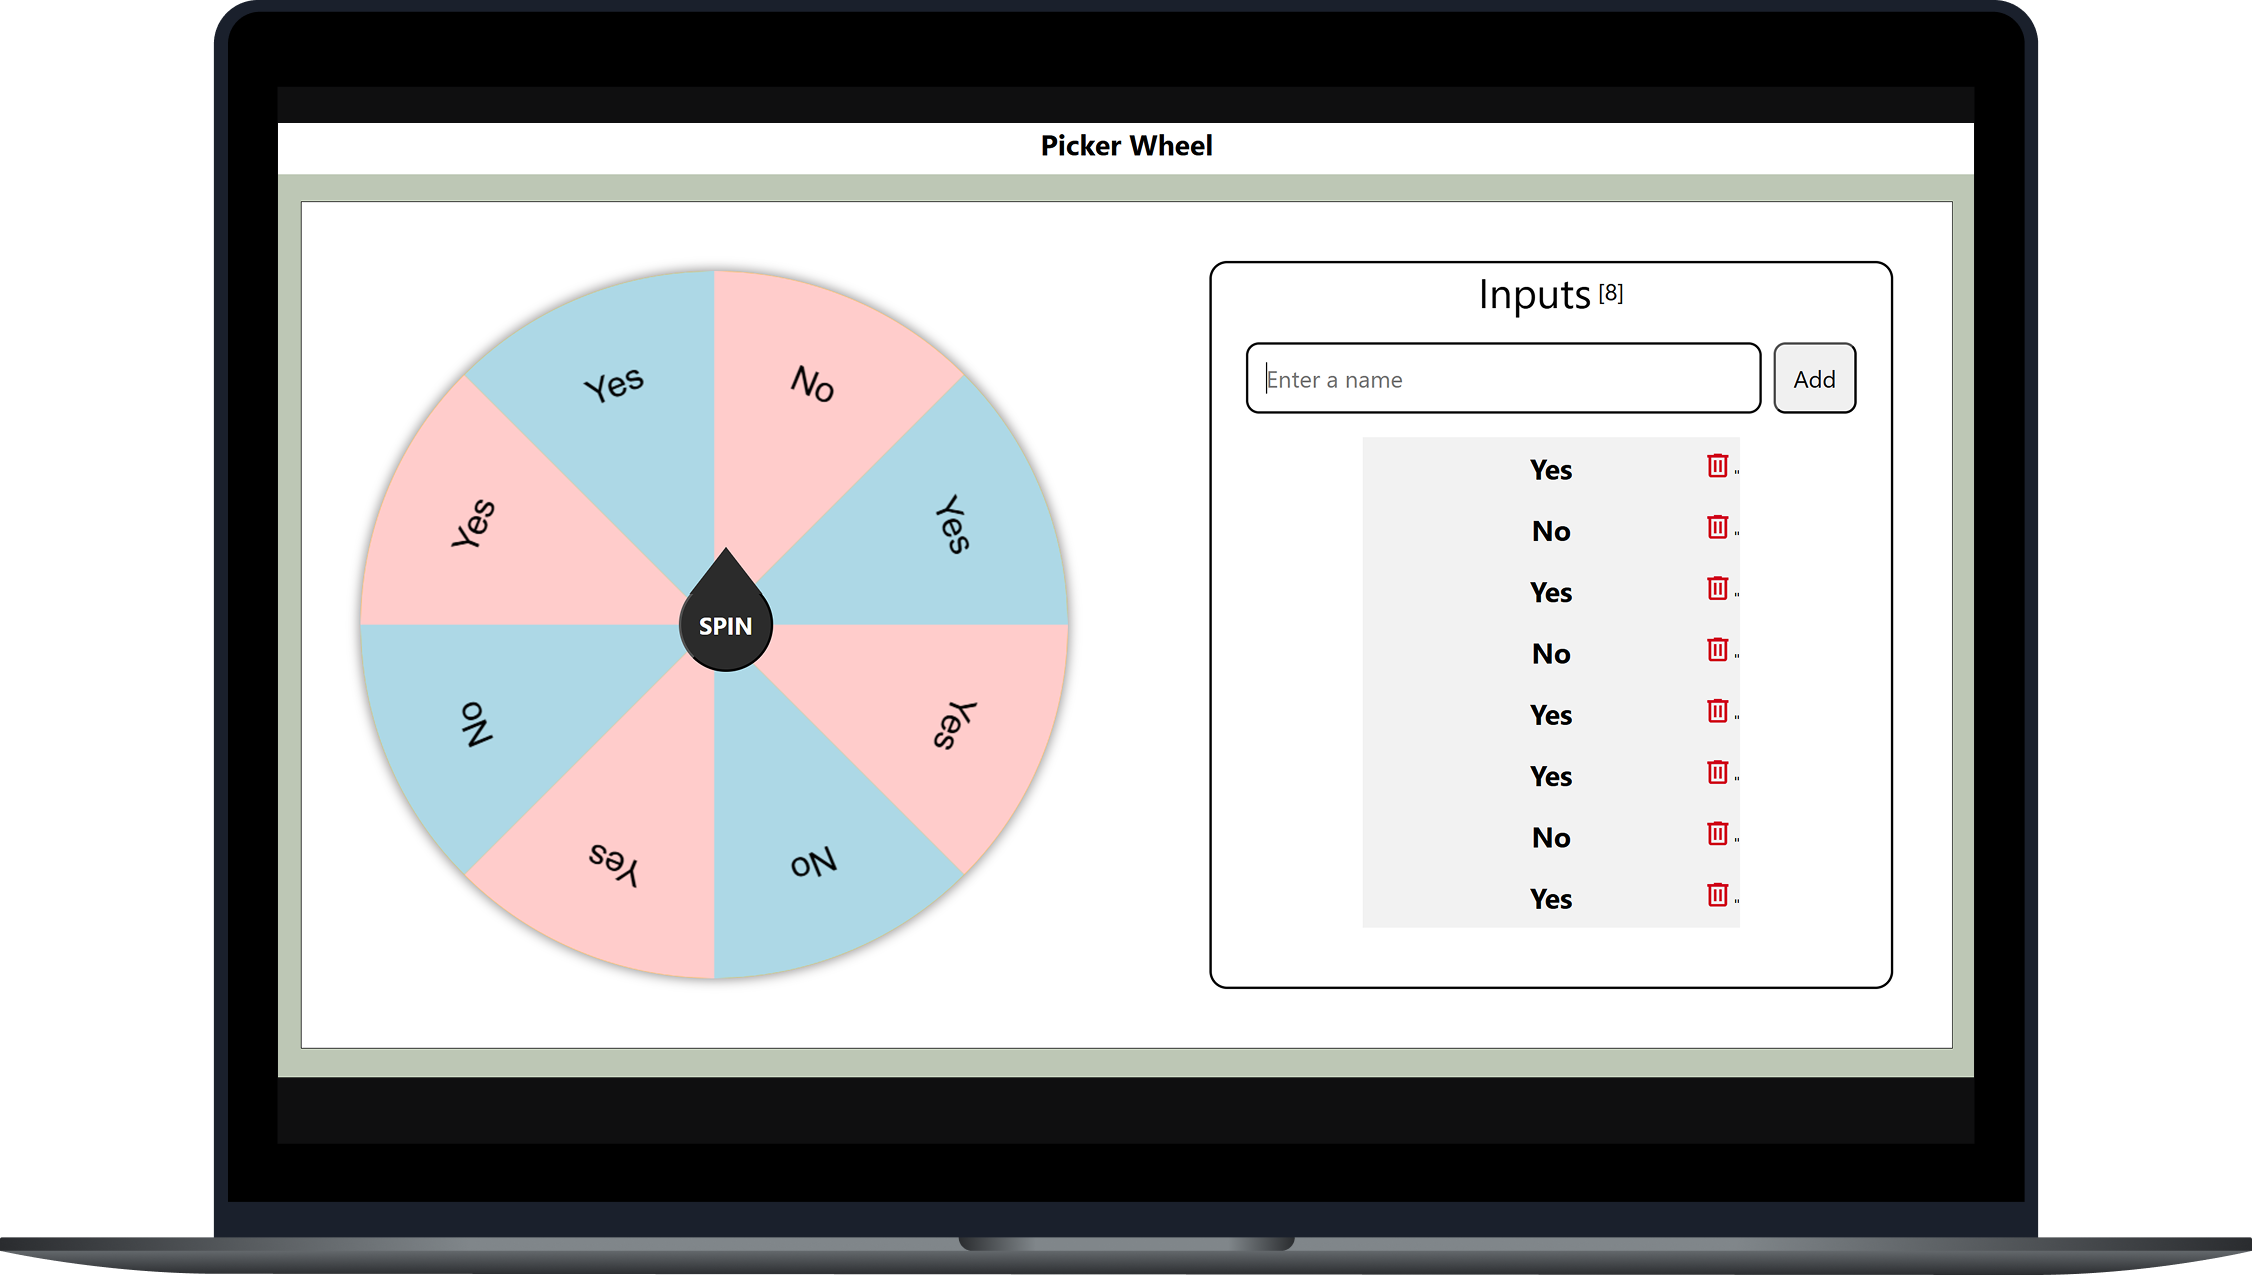 Picker Wheel
Inputs [8]
Enter a name
Add
Yes
No
Yes
No
Yes
Yes
No
Yes
Yes
No
Yes
Yes
No
Yes
No
Yes
SPIN